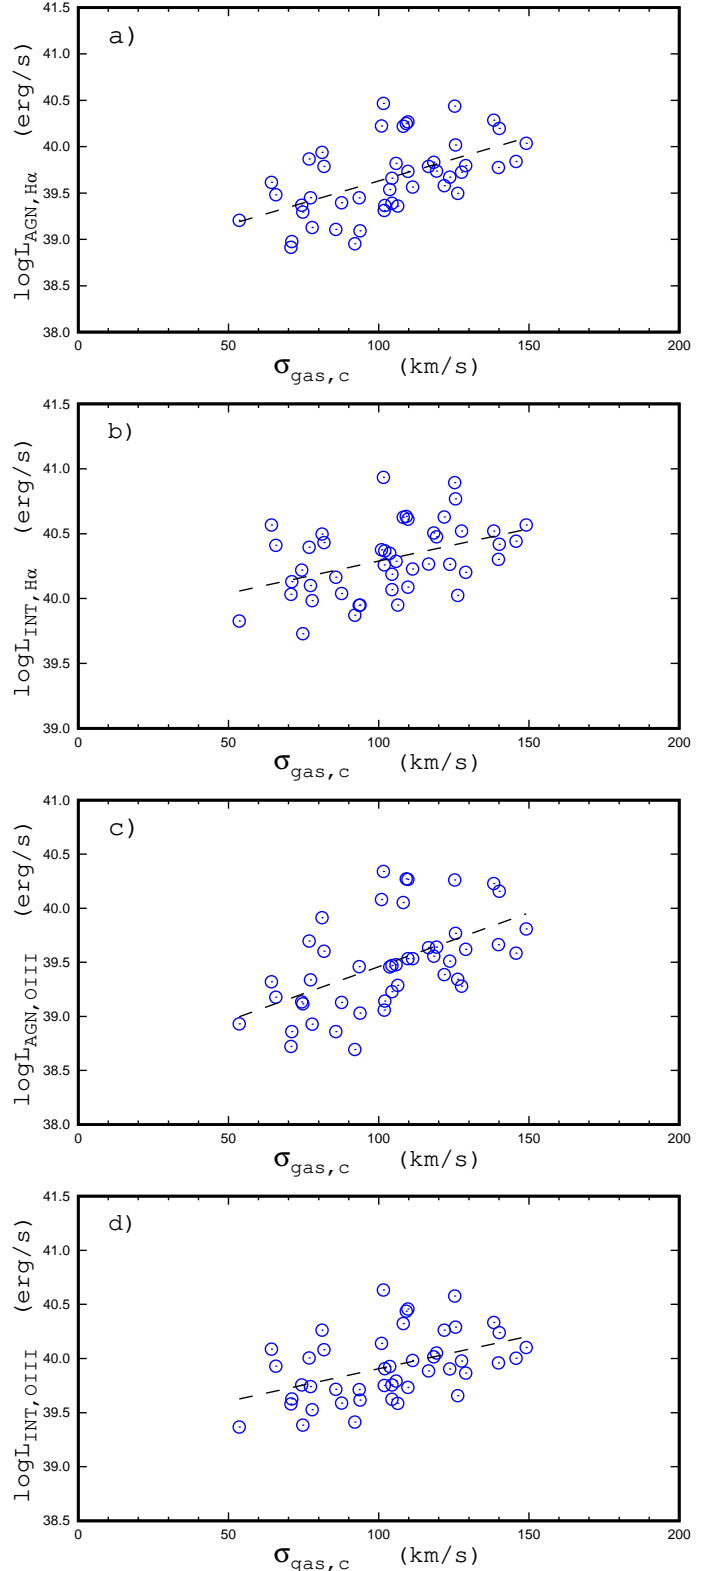 a)
logL_AGN,Hα (erg/s)
41.5
41.0
40.5
40.0
39.5
39.0
38.5
38.0
0 50 100 150 200
σ_gas,c (km/s)
b)
logL_INT,Hα (erg/s)
41.5
41.0
40.5
40.0
39.5
39.0
0 50 100 150 200
σ_gas,c (km/s)
c)
logL_AGN,OIII (erg/s)
41.0
40.5
40.0
39.5
39.0
38.5
38.0
0 50 100 150 200
σ_gas,c (km/s)
d)
logL_INT,OIII (erg/s)
41.5
41.0
40.5
40.0
39.5
39.0
38.5
0 50 100 150 200
σ_gas,c (km/s)